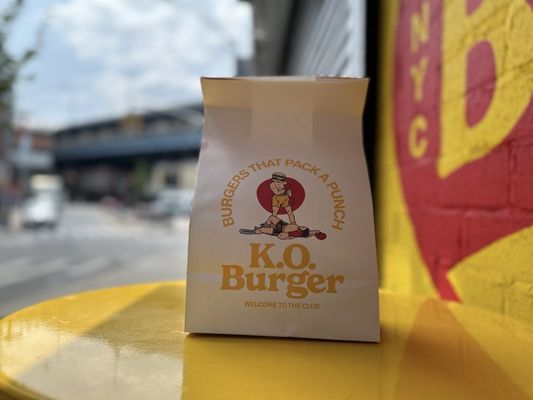 BURGERS THAT PACK A PUNCH
K.O.
Burger
WELCOME TO THE CLUB
NYC
B